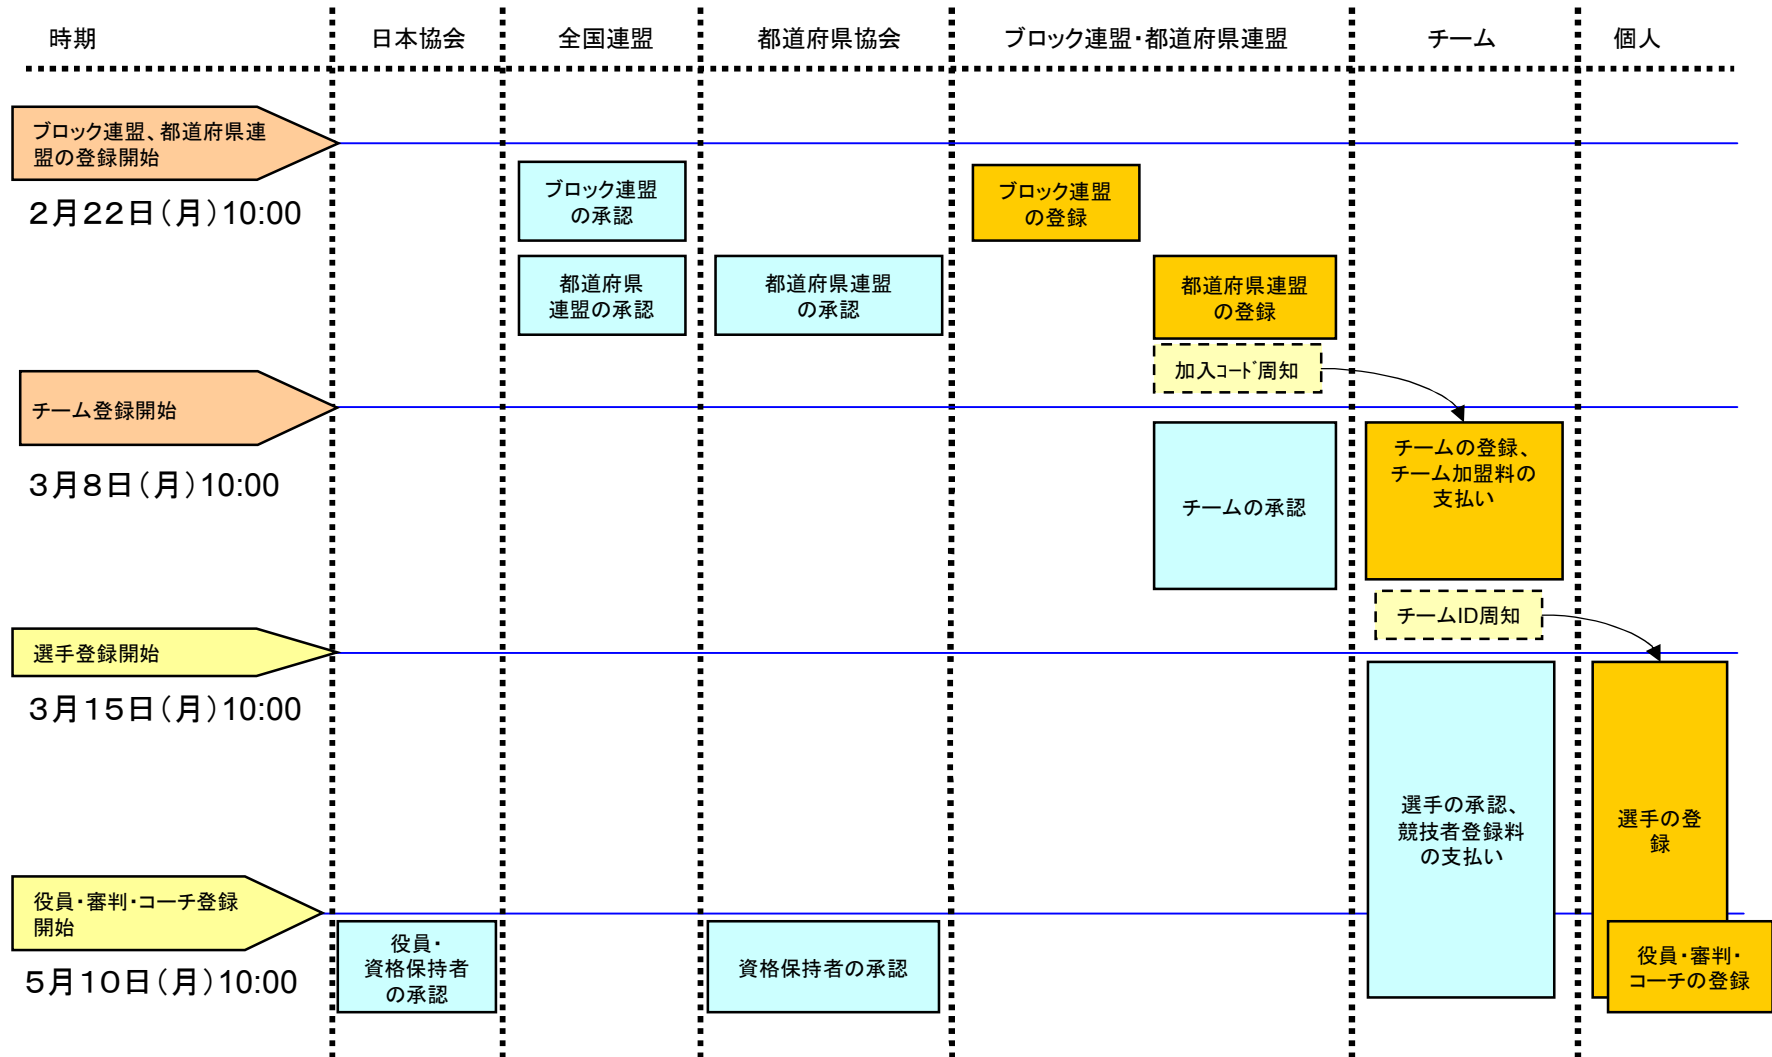 時期
日本協会
全国連盟
都道府県協会
ブロック連盟・都道府県連盟
チーム
個人
ブロック連盟、都道府県連
盟の登録開始
2月22日(月)10:00
ブロック連盟
の承認
ブロック連盟
の登録
都道府県
連盟の承認
都道府県連盟
の承認
都道府県連盟
の登録
加入コード周知
チーム登録開始
3月8日(月)10:00
チームの承認
チームの登録、
チーム加盟料の
支払い
チームID周知
選手登録開始
3月15日(月)10:00
選手の承認、
競技者登録料
の支払い
選手の登
録
役員・審判・コーチ登録
開始
5月10日(月)10:00
役員・
資格保持者
の承認
資格保持者の承認
役員・審判・
コーチの登録